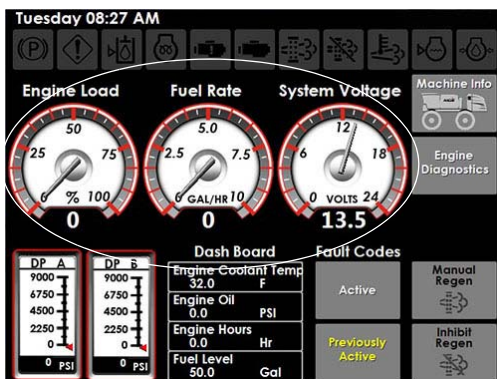 Tuesday 08:27 AM
(P)
Engine Load
Fuel Rate
System Voltage
Machine Info
50
25
75
0
100
%
0
5.0
2.5
7.5
0
10
GAL/HR
0
12
6
18
0
24
VOLTS
13.5
Engine
Diagnostics
DP A
9000
6750
4500
2250
0
0 PSI
DP B
9000
6750
4500
2250
0
0 PSI
Dash Board
Engine Coolant Temp
32.0 F
Engine Oil
0.0 PSI
Engine Hours
0.0 Hr
Fuel Level
50.0 Gal
Fault Codes
Active
Previously
Active
Manual
Regen
Inhibit
Regen